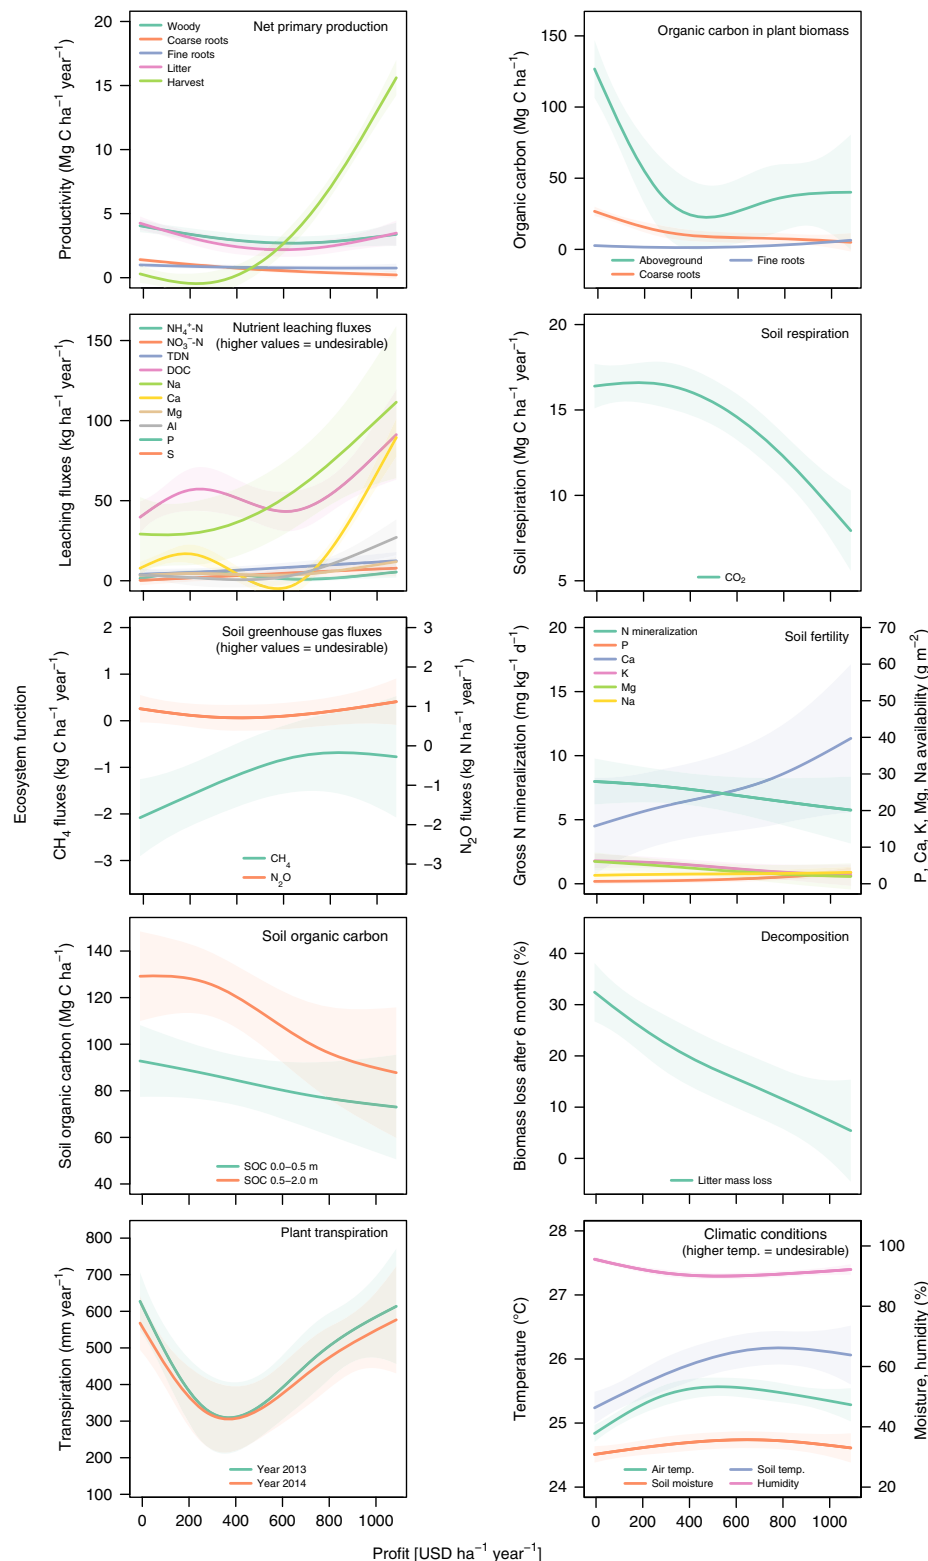 Ecosystem function
Net primary production
Productivity (Mg C ha⁻¹ year⁻¹)
20
15
10
5
0
Woody
Coarse roots
Fine roots
Litter
Harvest
0 200 400 600 800 1000
Organic carbon in plant biomass
Organic carbon (Mg C ha⁻¹)
150
100
50
0
Aboveground
Coarse roots
Fine roots
0 200 400 600 800 1000
Nutrient leaching fluxes
(higher values = undesirable)
Leaching fluxes (kg ha⁻¹ year⁻¹)
150
100
50
0
NH₄⁺-N
NO₃⁻-N
TDN
DOC
Na
Ca
Mg
Al
P
S
Soil respiration
Soil respiration (Mg C ha⁻¹ year⁻¹)
20
15
10
5
CO₂
Soil greenhouse gas fluxes
(higher values = undesirable)
CH₄ fluxes (kg C ha⁻¹ year⁻¹)
2
1
0
−1
−2
−3
N₂O fluxes (kg N ha⁻¹ year⁻¹)
3
2
1
0
−1
−2
−3
CH₄
N₂O
Soil fertility
Gross N mineralization (mg kg⁻¹ d⁻¹)
20
15
10
5
0
P, Ca, K, Mg, Na availability (g m⁻²)
70
60
50
40
30
20
10
0
N mineralization
P
Ca
K
Mg
Na
Soil organic carbon
Soil organic carbon (Mg C ha⁻¹)
140
120
100
80
60
40
SOC 0.0–0.5 m
SOC 0.5–2.0 m
Decomposition
Biomass loss after 6 months (%)
40
30
20
10
0
Litter mass loss
Plant transpiration
Transpiration (mm year⁻¹)
800
700
600
500
400
300
200
100
Year 2013
Year 2014
0 200 400 600 800 1000
Climatic conditions
(higher temp. = undesirable)
Temperature (°C)
28
27
26
25
24
Moisture, humidity (%)
100
80
60
40
20
Air temp.
Soil moisture
Soil temp.
Humidity
0 200 400 600 800 1000
Profit [USD ha⁻¹ year⁻¹]